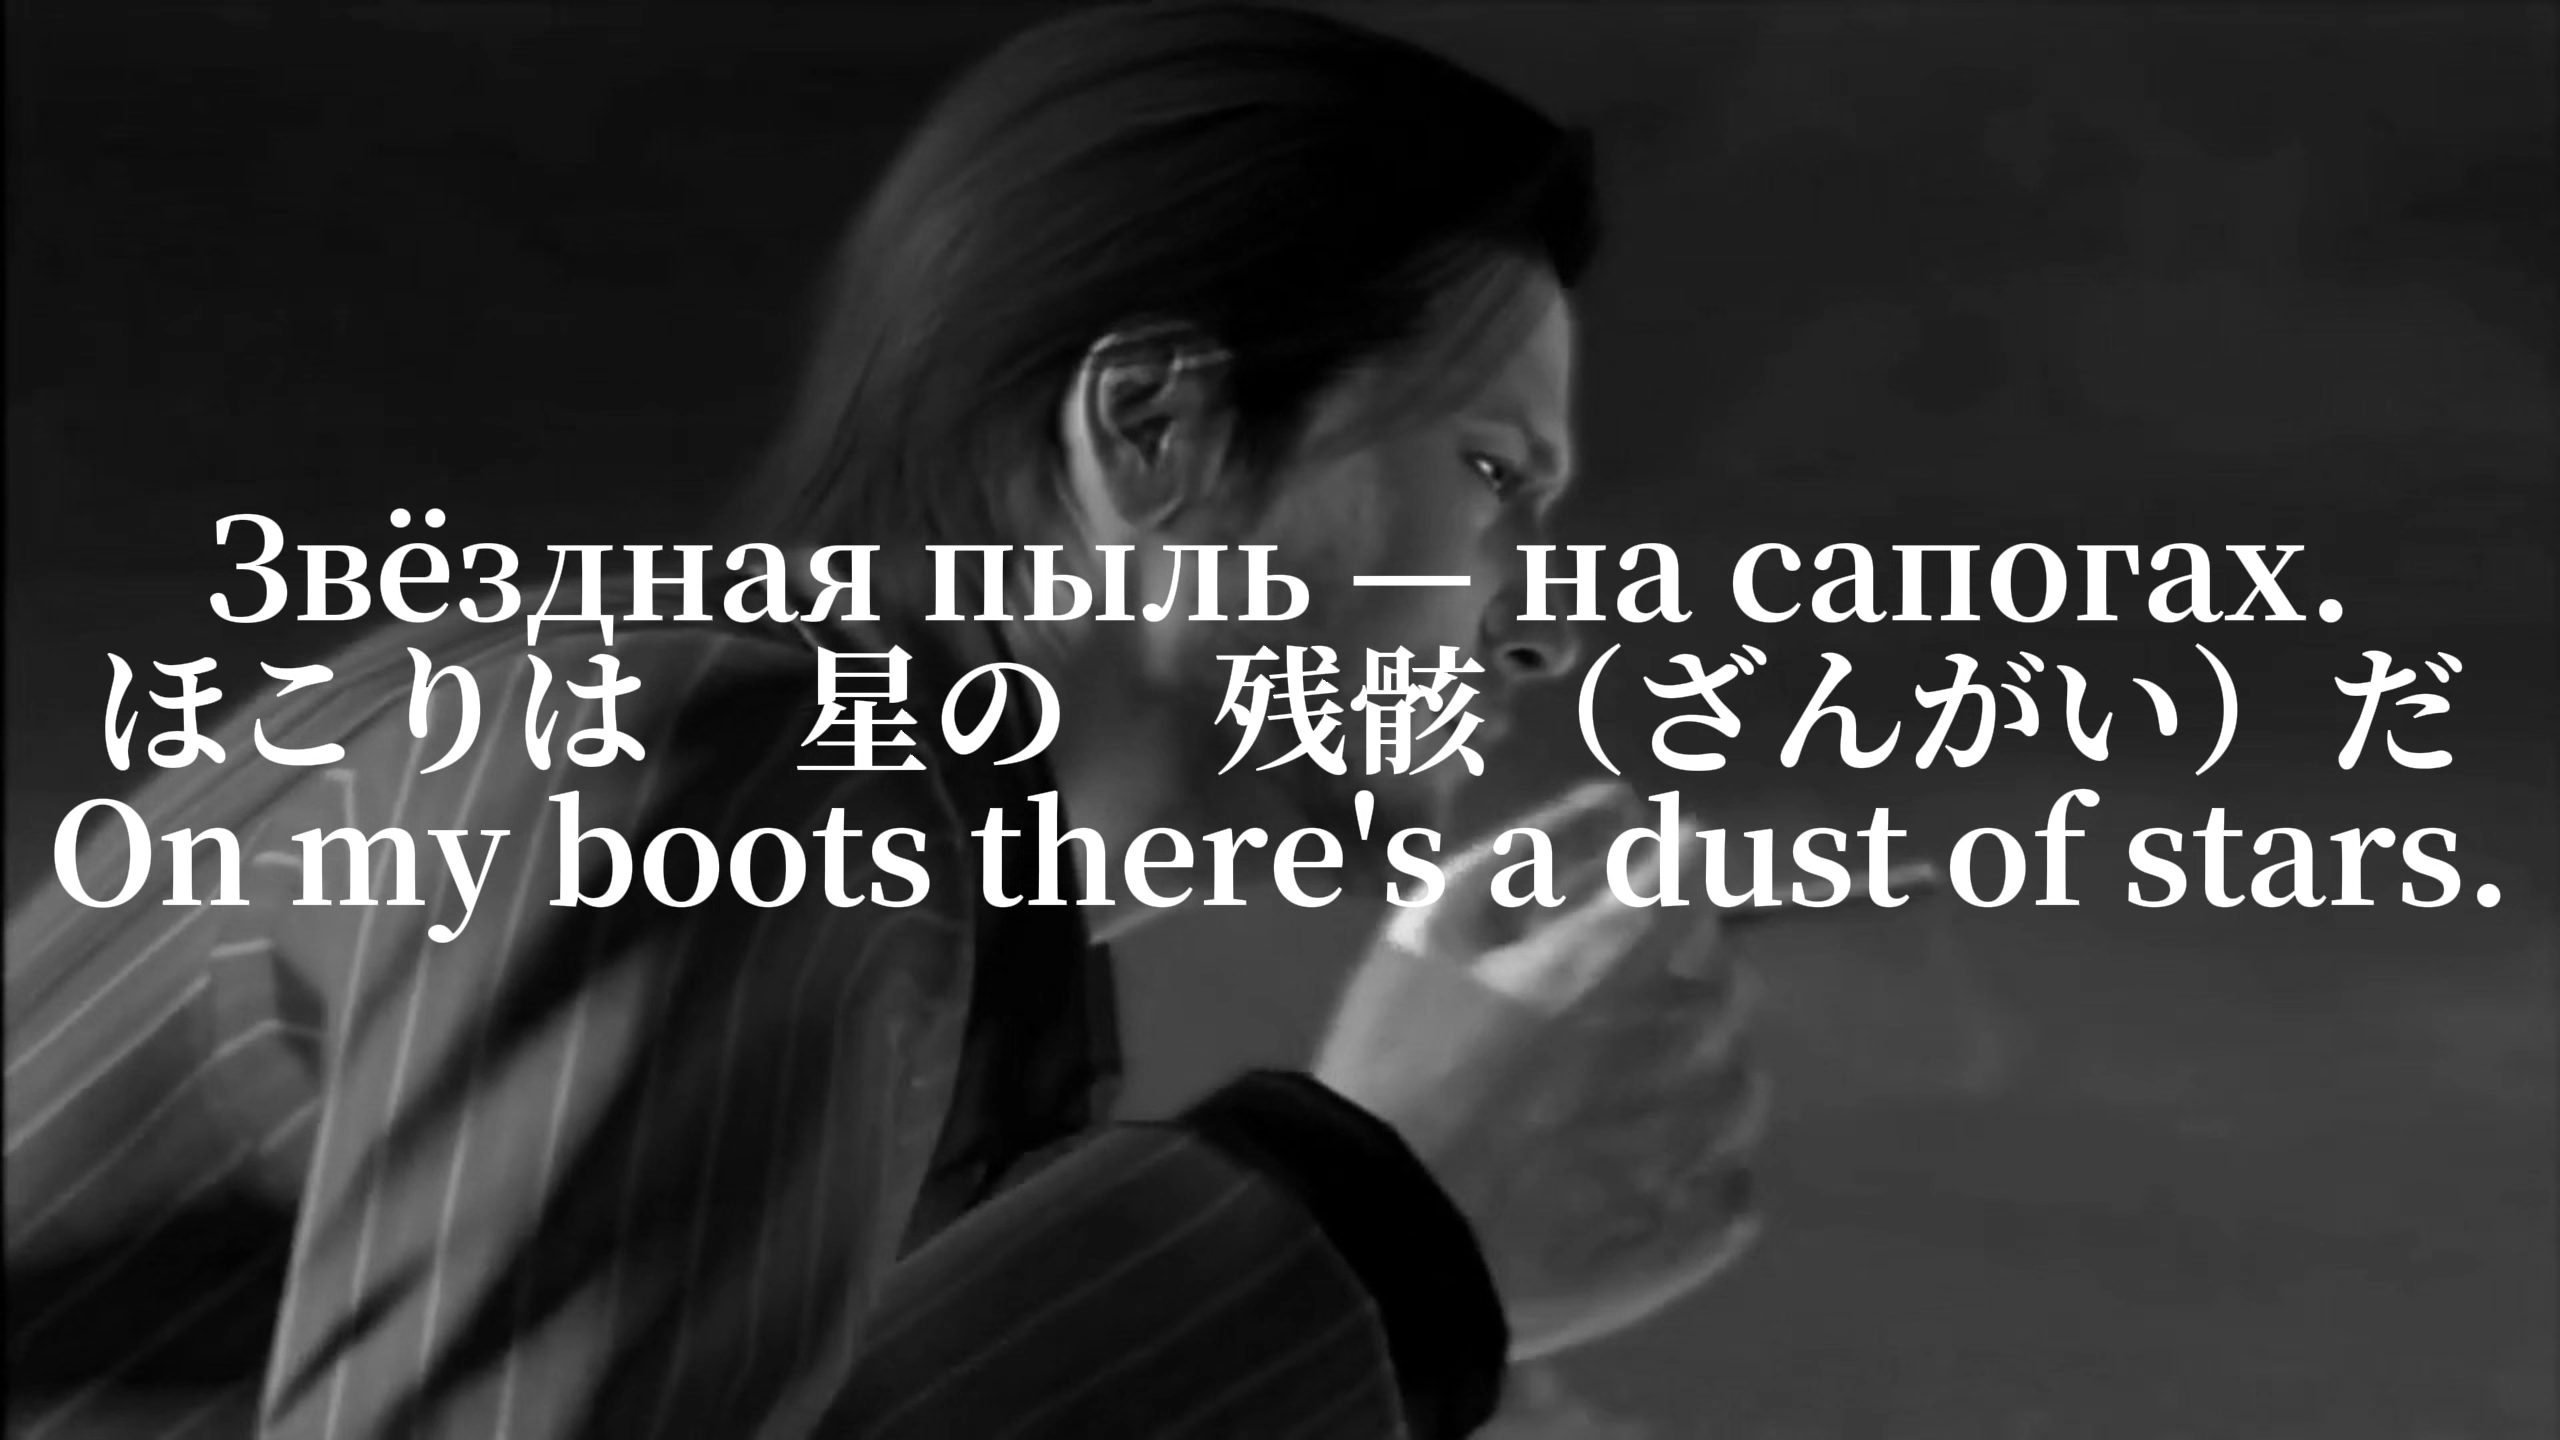 Звёздная пыль — на сапогах.
ほこりは　星の　残骸（ざんがい）だ
On my boots there's a dust of stars.